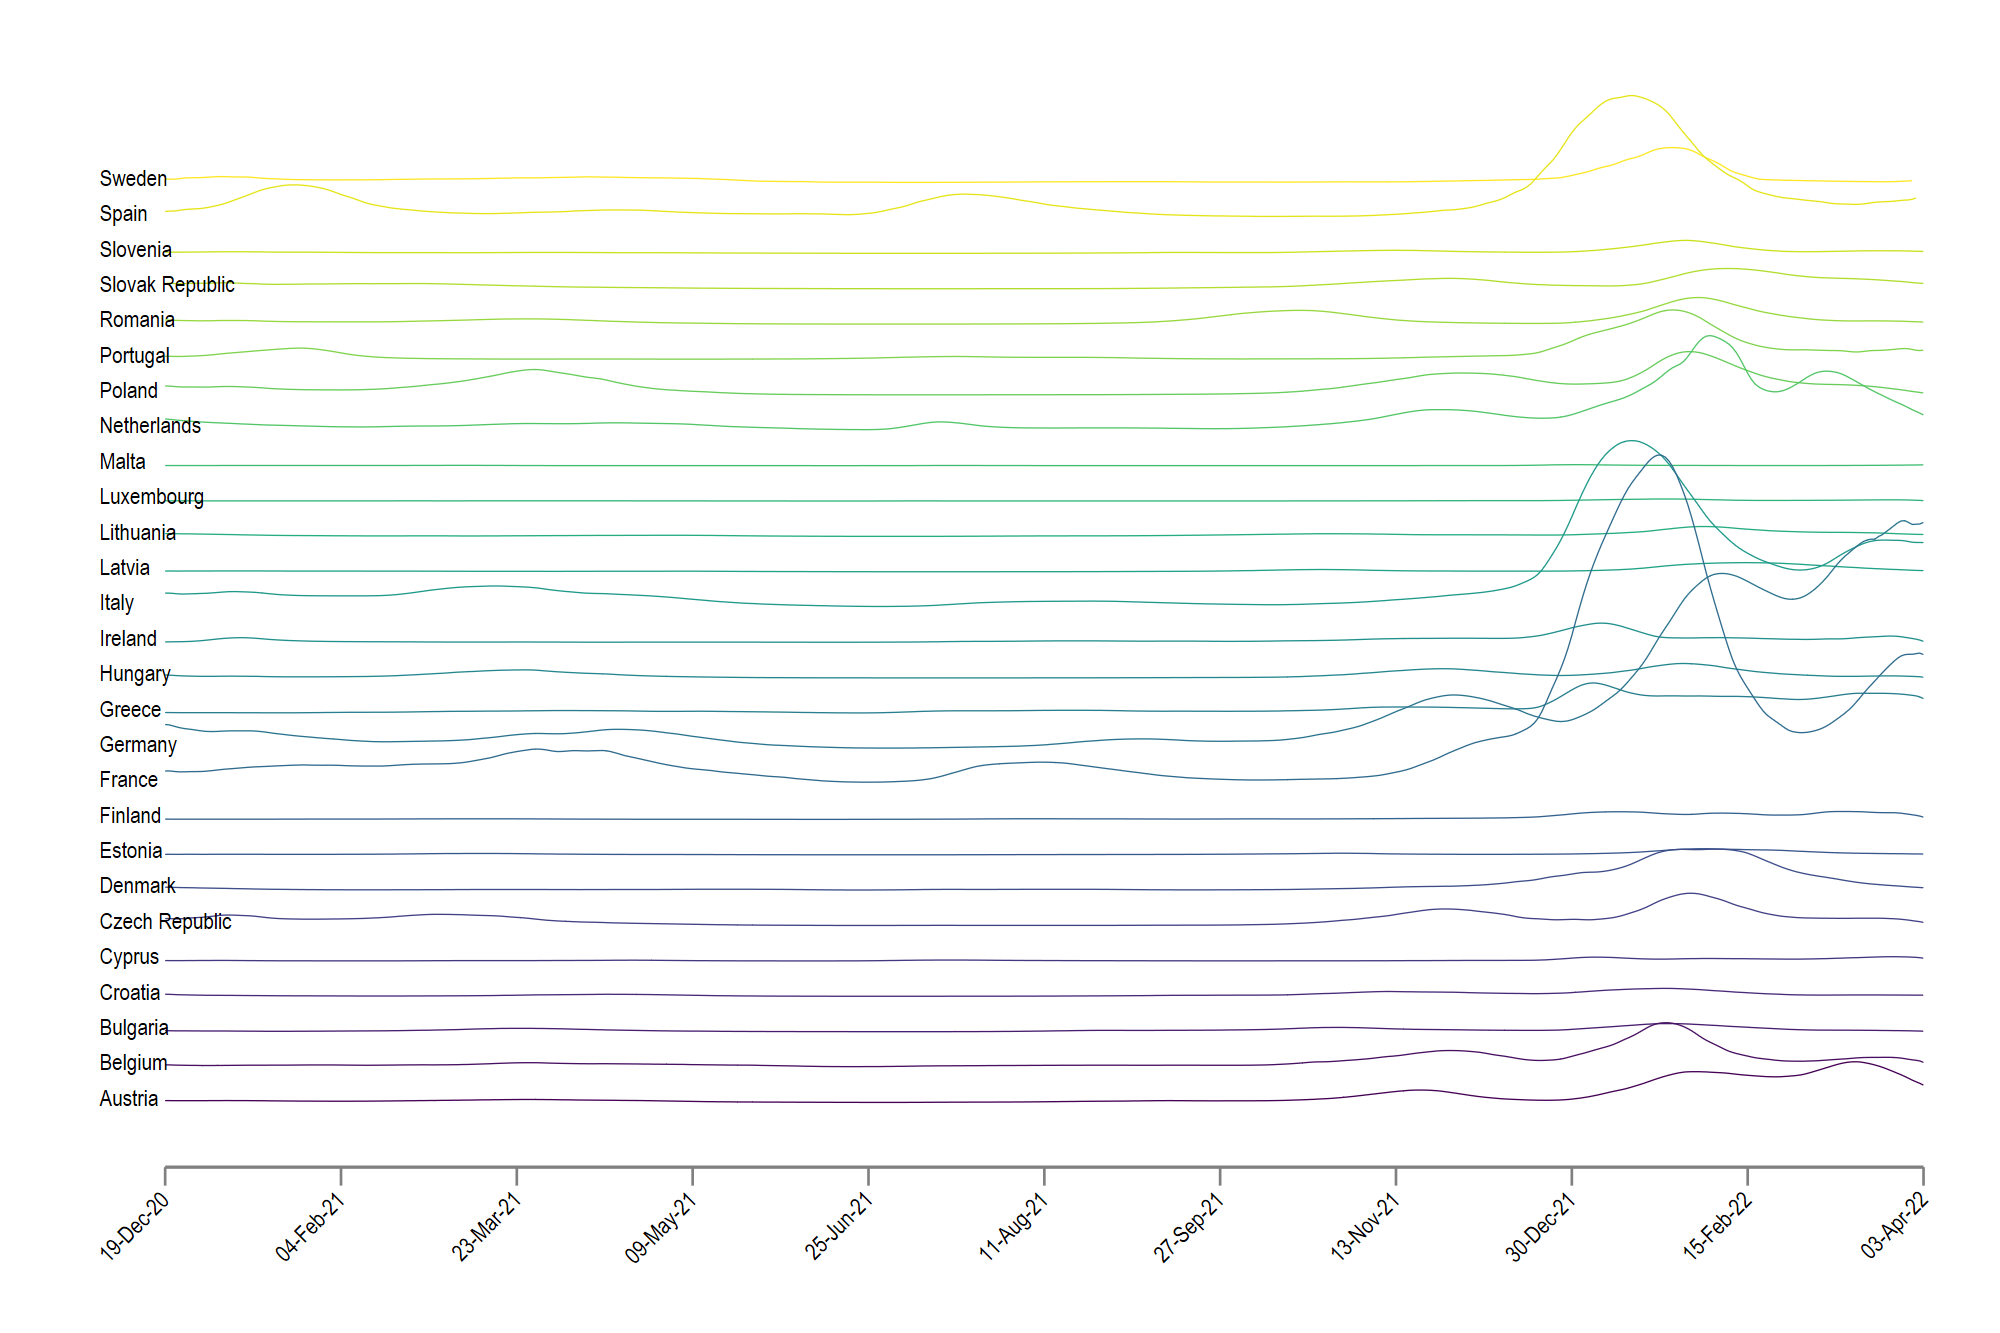 Sweden
Spain
Slovenia
Slovak Republic
Romania
Portugal
Poland
Netherlands
Malta
Luxembourg
Lithuania
Latvia
Italy
Ireland
Hungary
Greece
Germany
France
Finland
Estonia
Denmark
Czech Republic
Cyprus
Croatia
Bulgaria
Belgium
Austria
19-Dec-20
04-Feb-21
23-Mar-21
09-May-21
25-Jun-21
11-Aug-21
27-Sep-21
13-Nov-21
30-Dec-21
15-Feb-22
03-Apr-22